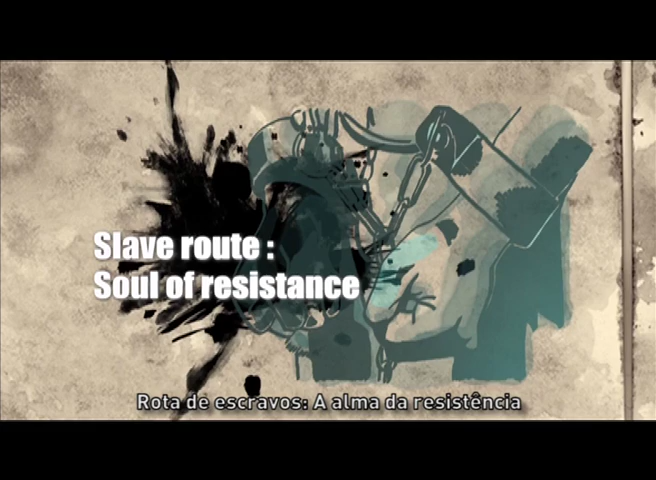 Slave route :
Soul of resistance
Rota de escravos: A alma da resistência